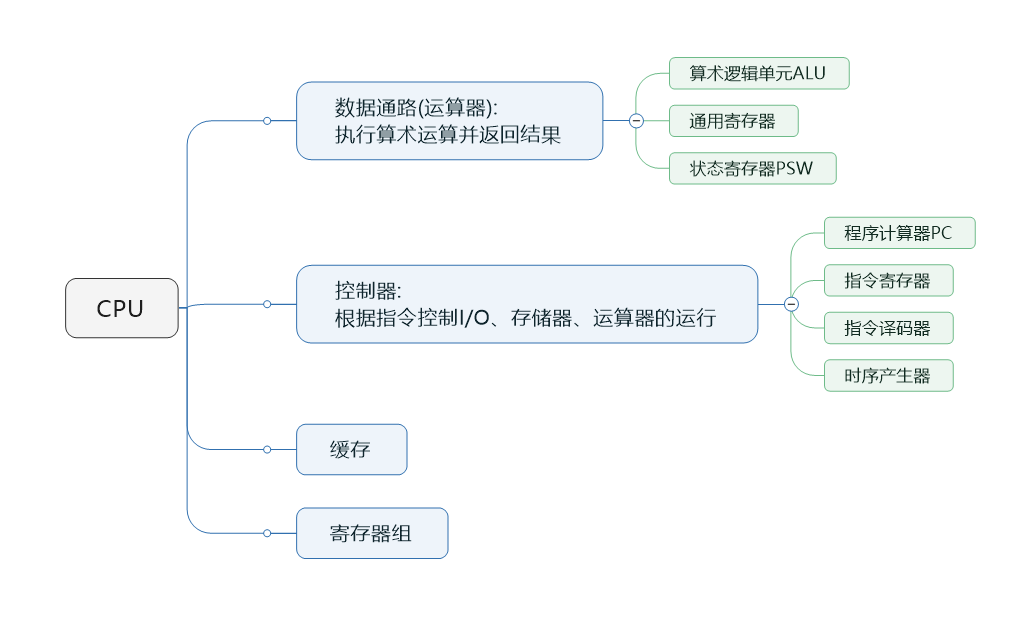 CPU
数据通路(运算器):
执行算术运算并返回结果
算术逻辑单元ALU
通用寄存器
状态寄存器PSW
控制器:
根据指令控制I/O、存储器、运算器的运行
程序计算器PC
指令寄存器
指令译码器
时序产生器
缓存
寄存器组